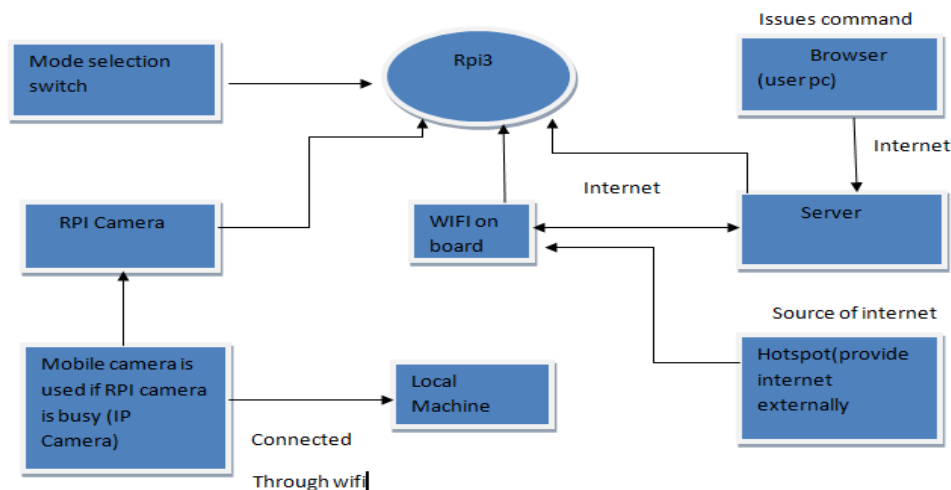 Issues command
Mode selection
switch
Rpi3
Browser
(user pc)
Internet
Internet
RPI Camera
WIFI on
board
Server
Source of internet
Mobile camera is
used if RPI camera
is busy (IP
Camera)
Local
Machine
Hotspot(provide
internet
externally
Connected
Through wifi